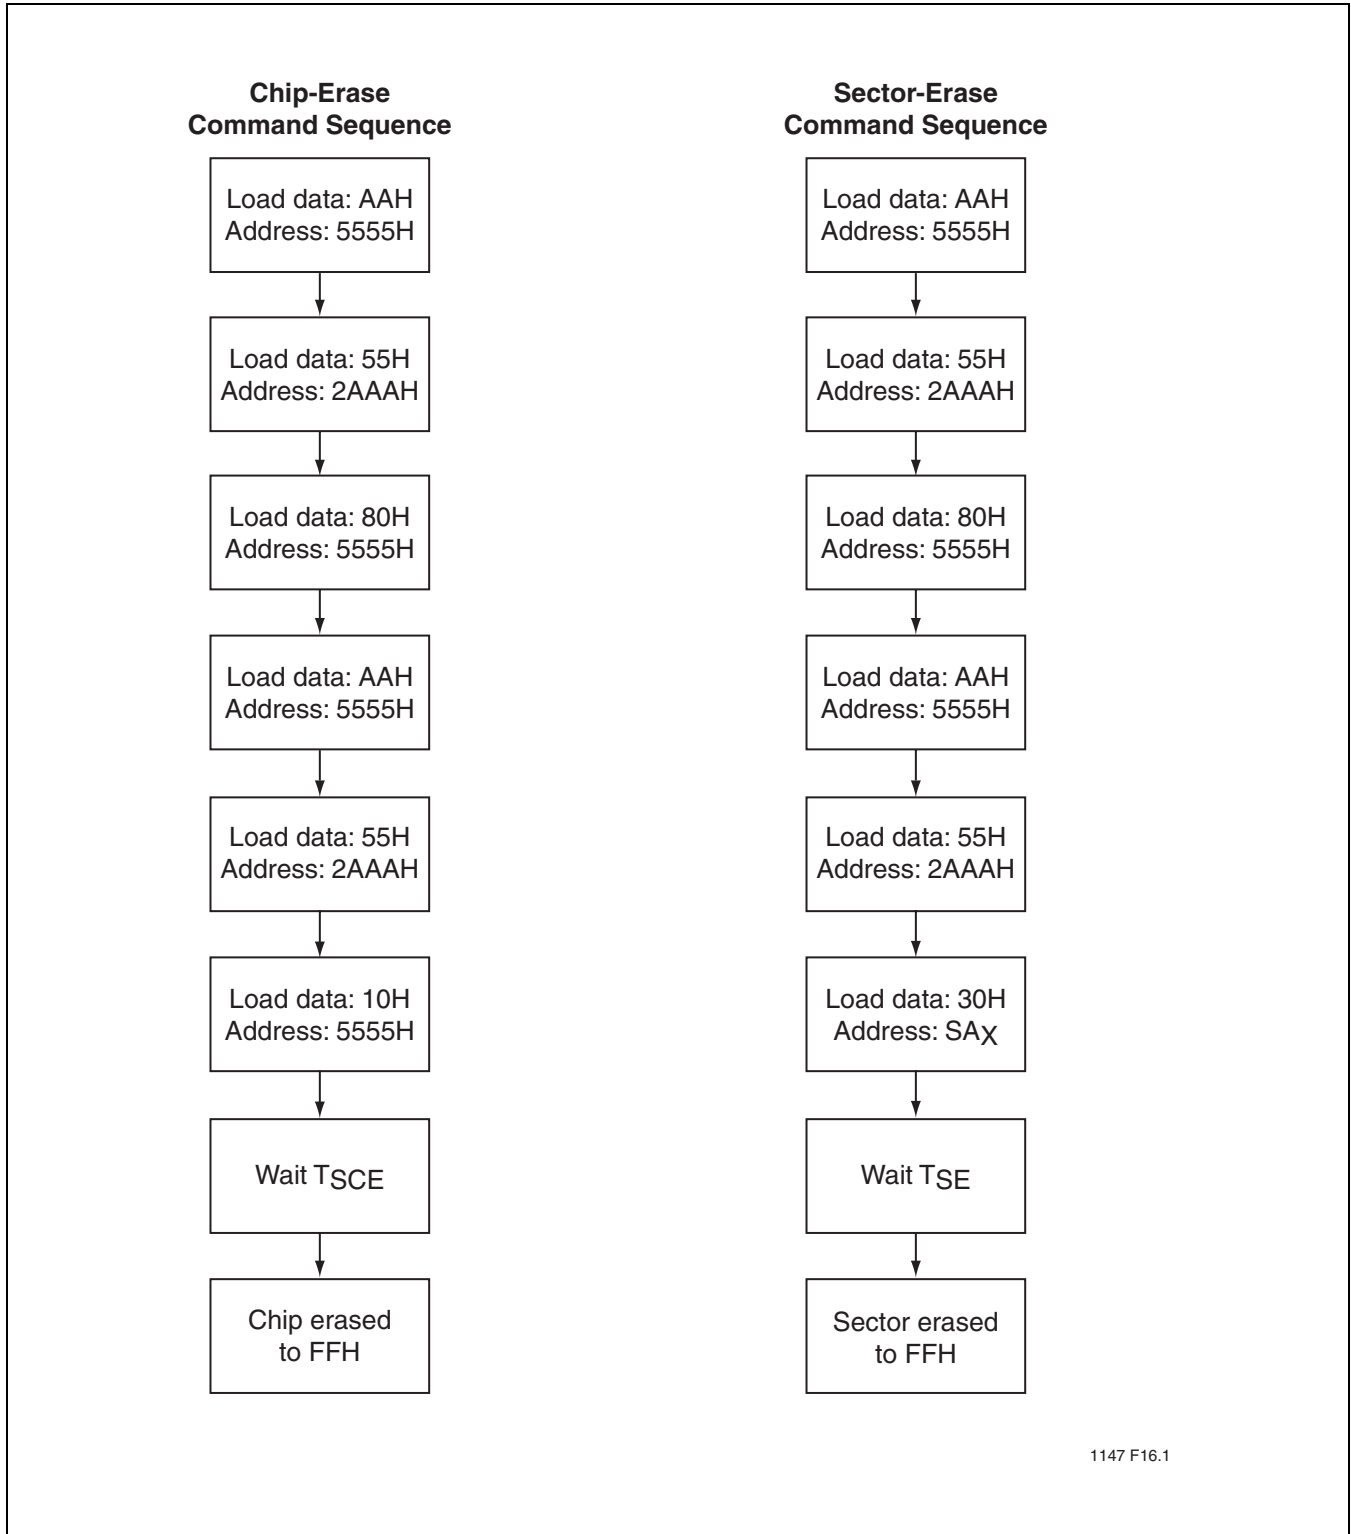 Chip-Erase
Command Sequence
Load data: AAH
Address: 5555H
Load data: 55H
Address: 2AAAH
Load data: 80H
Address: 5555H
Load data: AAH
Address: 5555H
Load data: 55H
Address: 2AAAH
Load data: 10H
Address: 5555H
Wait TSCE
Chip erased
to FFH
Sector-Erase
Command Sequence
Load data: AAH
Address: 5555H
Load data: 55H
Address: 2AAAH
Load data: 80H
Address: 5555H
Load data: AAH
Address: 5555H
Load data: 55H
Address: 2AAAH
Load data: 30H
Address: SAX
Wait TSE
Sector erased
to FFH
1147 F16.1